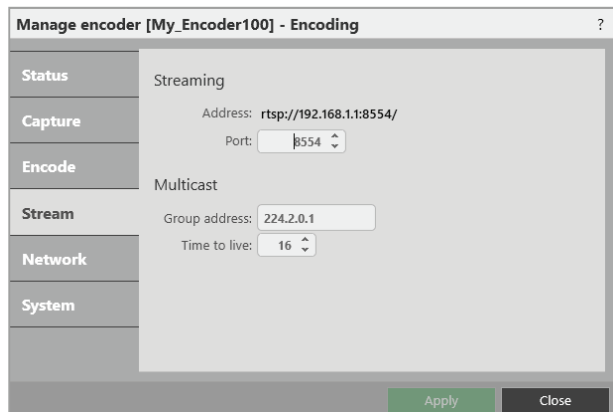 Manage encoder [My_Encoder100] - Encoding ?
Status
Capture
Encode
Stream
Network
System
Streaming
Address: rtsp://192.168.1.1:8554/
Port: 8554
Multicast
Group address: 224.2.0.1
Time to live: 16
Apply Close